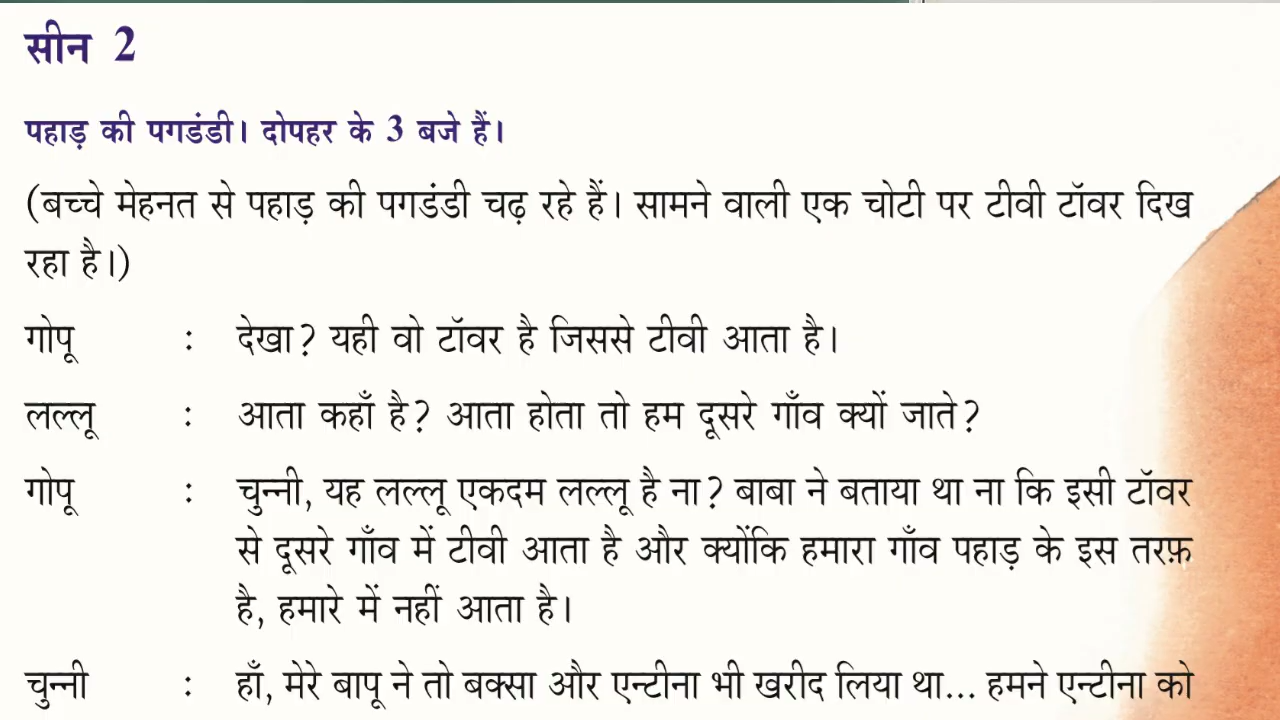 सीन 2
पहाड़ की पगडंडी। दोपहर के 3 बजे हैं।
(बच्चे मेहनत से पहाड़ की पगडंडी चढ़ रहे हैं। सामने वाली एक चोटी पर टीवी टॉवर दिख
रहा है।)
गोपू : देखा? यही वो टॉवर है जिससे टीवी आता है।
लल्लू : आता कहाँ है? आता होता तो हम दूसरे गाँव क्यों जाते?
गोपू : चुन्नी, यह लल्लू एकदम लल्लू है ना? बाबा ने बताया था ना कि इसी टॉवर
से दूसरे गाँव में टीवी आता है और क्योंकि हमारा गाँव पहाड़ के इस तरफ़
है, हमारे में नहीं आता है।
चुन्नी : हाँ, मेरे बापू ने तो बक्सा और एन्टीना भी खरीद लिया था... हमने एन्टीना को